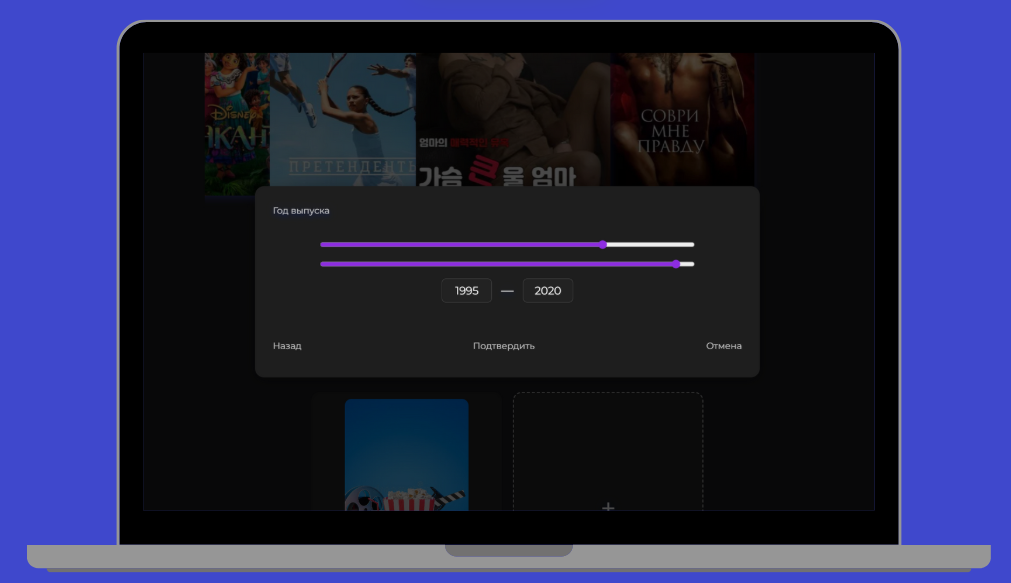 Disney
ПРЕТЕНДЕНТЫ
엄마의
가슴 큰 울 엄마
СОВРИ
МНЕ
ПРАВДУ
Год выпуска
1995 — 2020
Назад
Подтвердить
Отмена